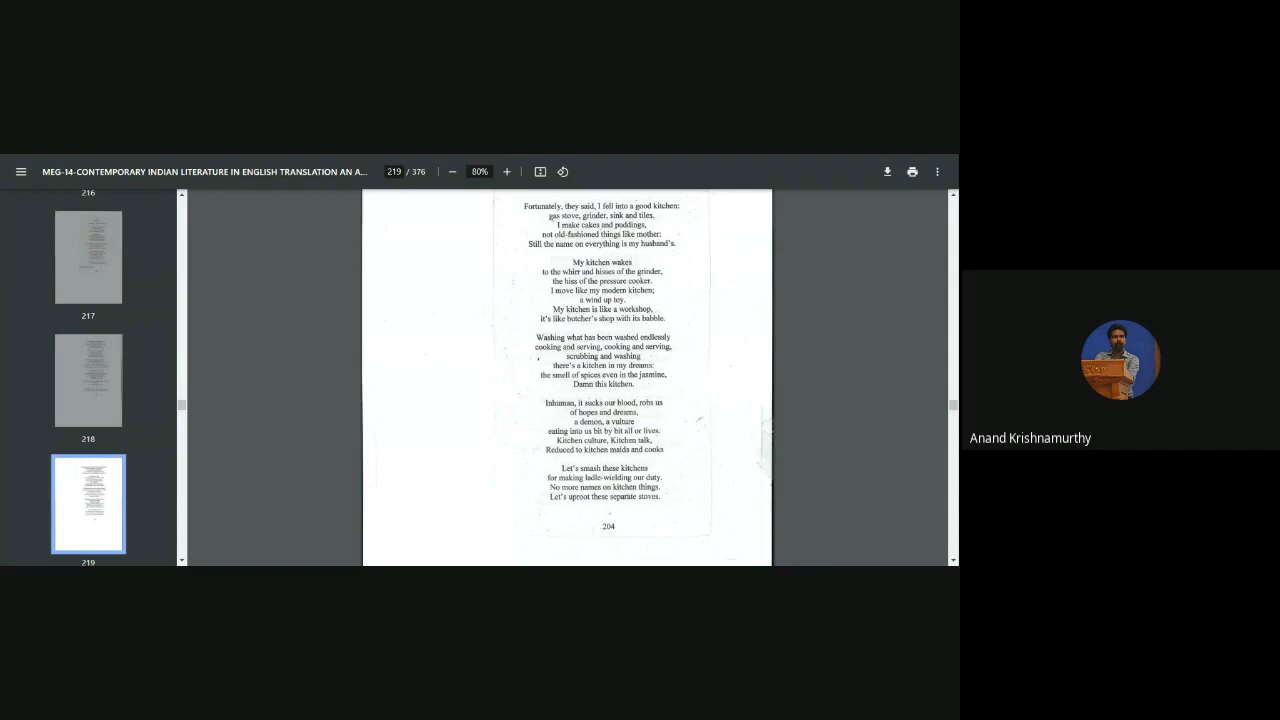 MEG-14-CONTEMPORARY INDIAN LITERATURE IN ENGLISH TRANSLATION AN A...
219 / 376
80%
216
217
218
219
Fortunately, they said, I fell into a good kitchen:
gas stove, grinder, sink and tiles.
I make cakes and puddings,
not old-fashioned things like mother:
Still the name on everything is my husband's.
My kitchen wakes
to the whirr and hisses of the grinder,
the hiss of the pressure cooker.
I move like my modern kitchen;
a wind up toy.
My kitchen is like a workshop,
it's like butcher's shop with its babble.
Washing what has been washed endlessly
cooking and serving, cooking and serving,
scrubbing and washing
there's a kitchen in my dreams:
the smell of spices even in the jasmine,
Damn this kitchen.
Inhuman, it sucks our blood, robs us
of hopes and dreams,
a demon, a vulture
eating into us bit by bit all or lives.
Kitchen culture, Kitchen talk,
Reduced to kitchen maids and cooks
Let's smash these kitchens
for making ladle-wielding our duty.
No more names on kitchen things.
Let's uproot these separate stoves.
204
Anand Krishnamurthy